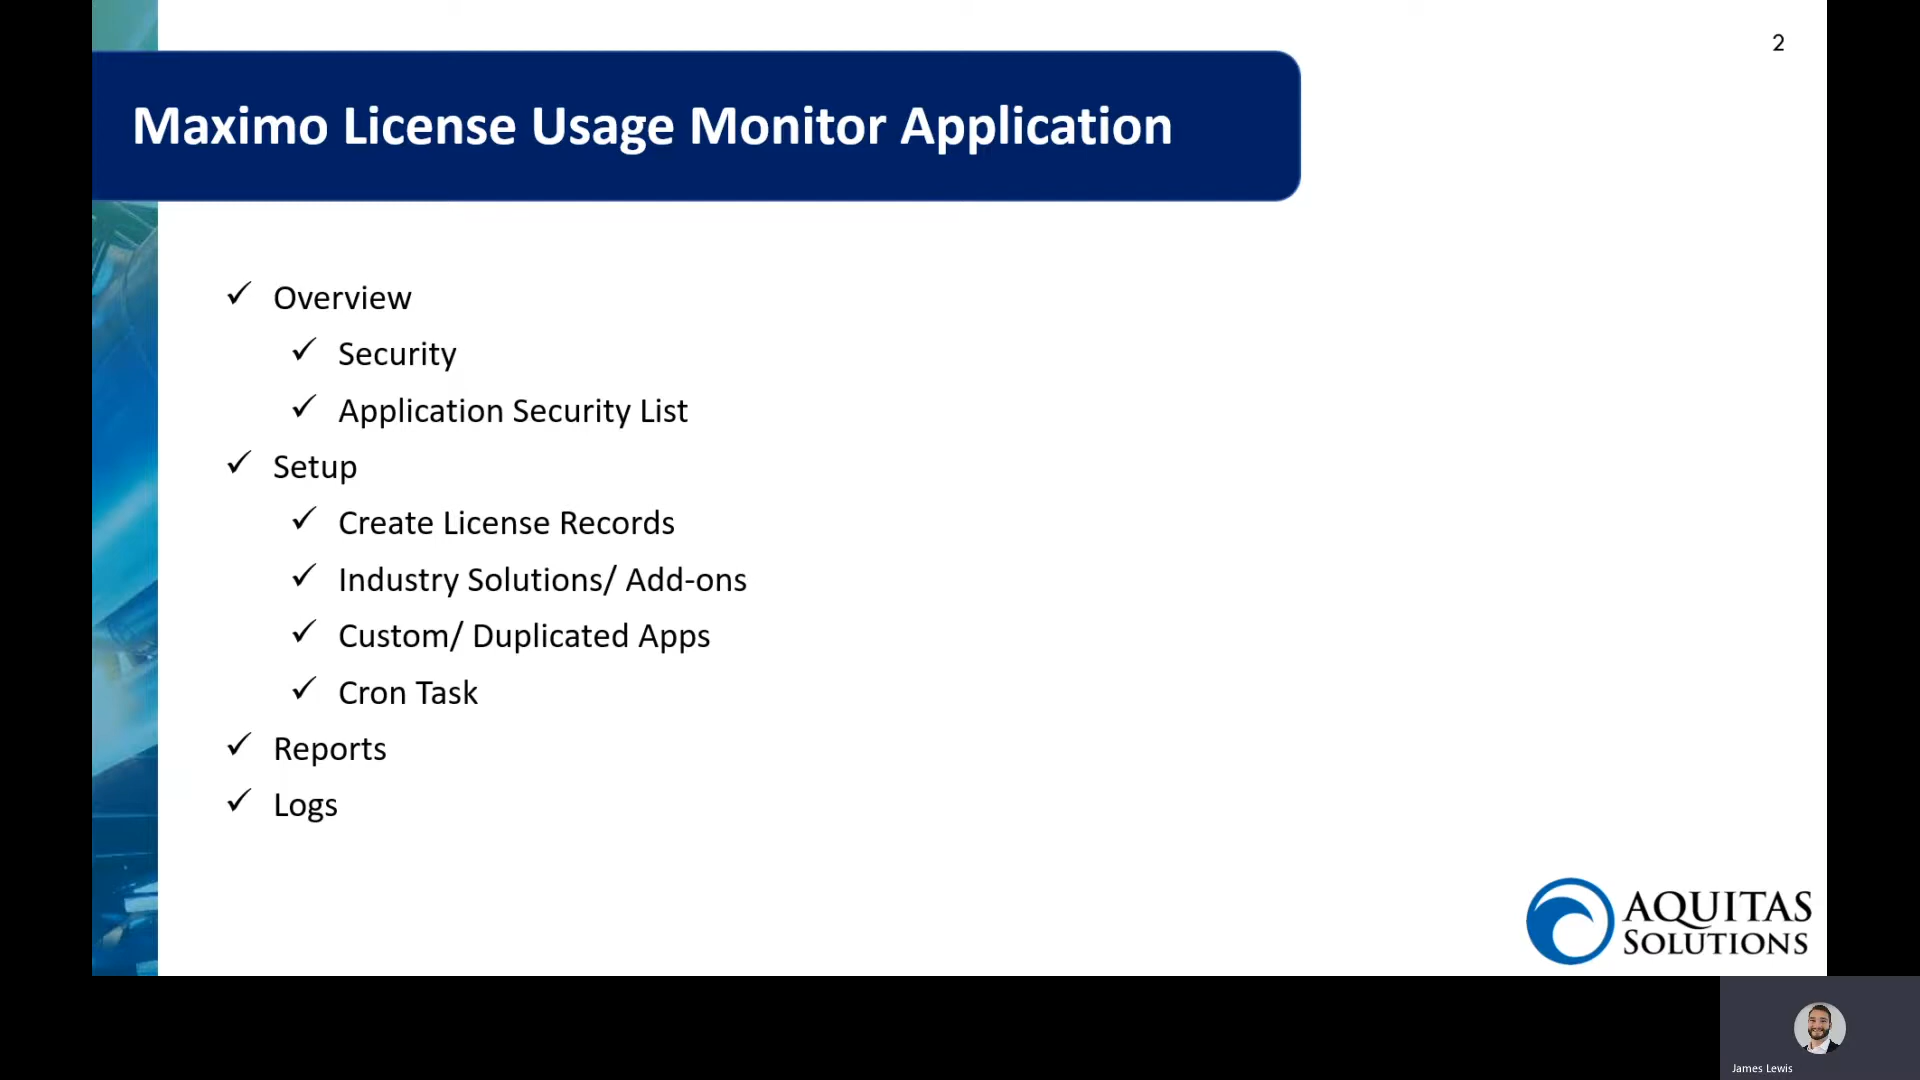 2
Maximo License Usage Monitor Application
✓ Overview
✓ Security
✓ Application Security List
✓ Setup
✓ Create License Records
✓ Industry Solutions/ Add-ons
✓ Custom/ Duplicated Apps
✓ Cron Task
✓ Reports
✓ Logs
AQUITAS
SOLUTIONS
James Lewis